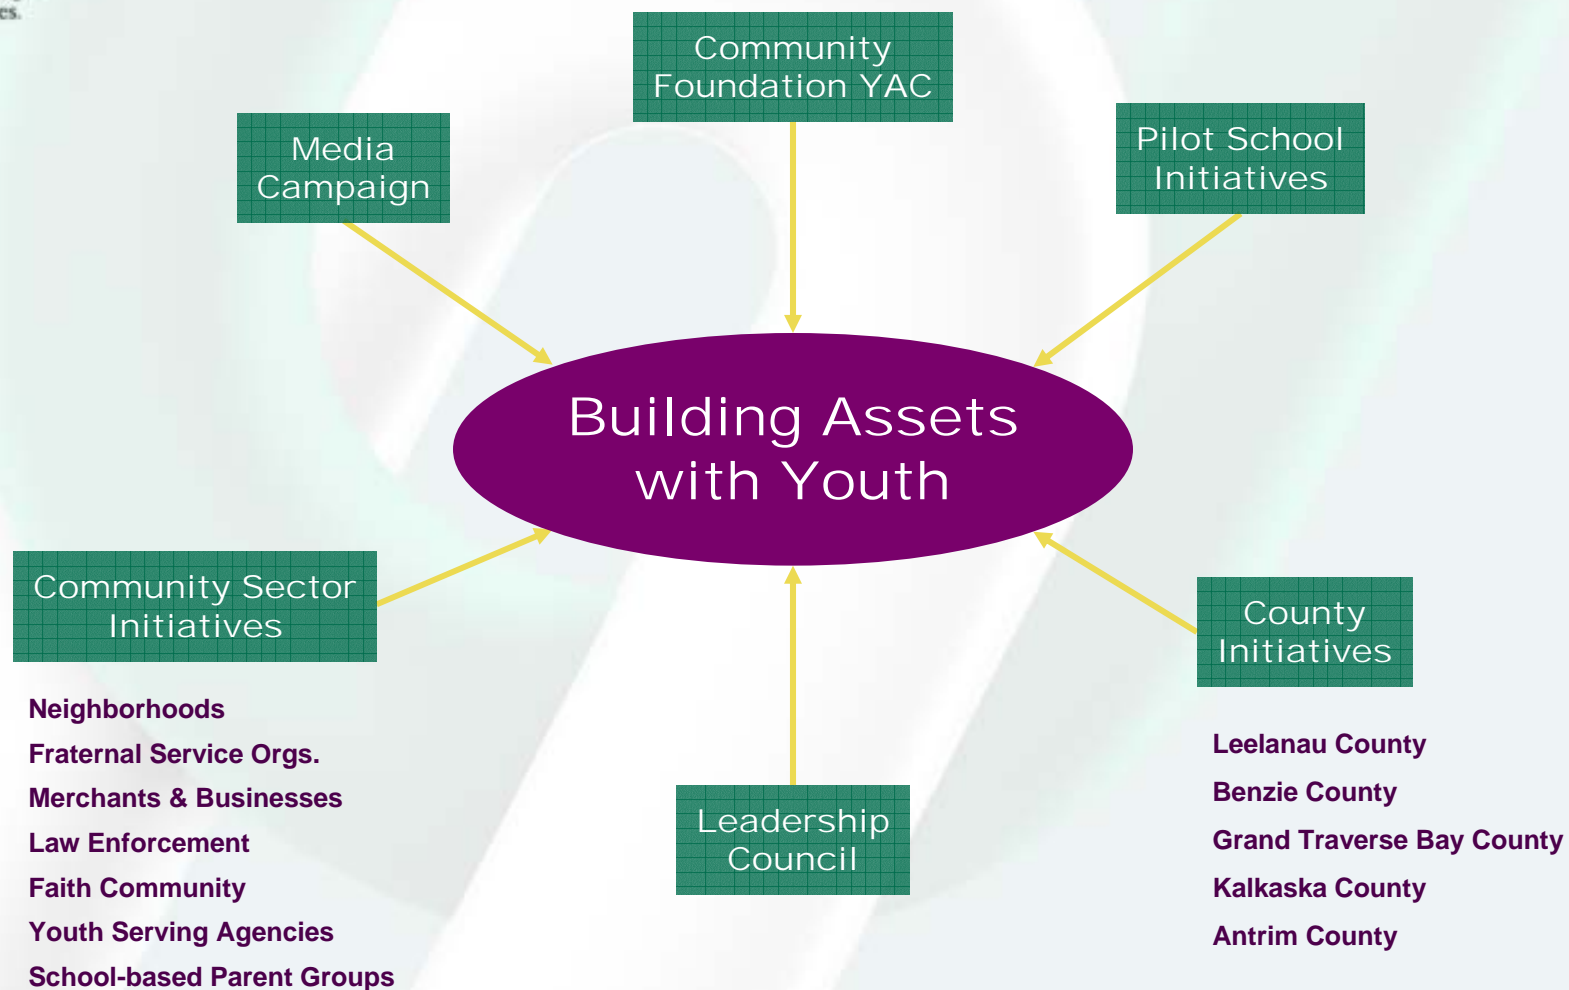 es.
Community
Foundation YAC
Media
Campaign
Pilot School
Initiatives
Building Assets
with Youth
Community Sector
Initiatives
Neighborhoods
Fraternal Service Orgs.
Merchants & Businesses
Law Enforcement
Faith Community
Youth Serving Agencies
School-based Parent Groups
Leadership
Council
County
Initiatives
Leelanau County
Benzie County
Grand Traverse Bay County
Kalkaska County
Antrim County